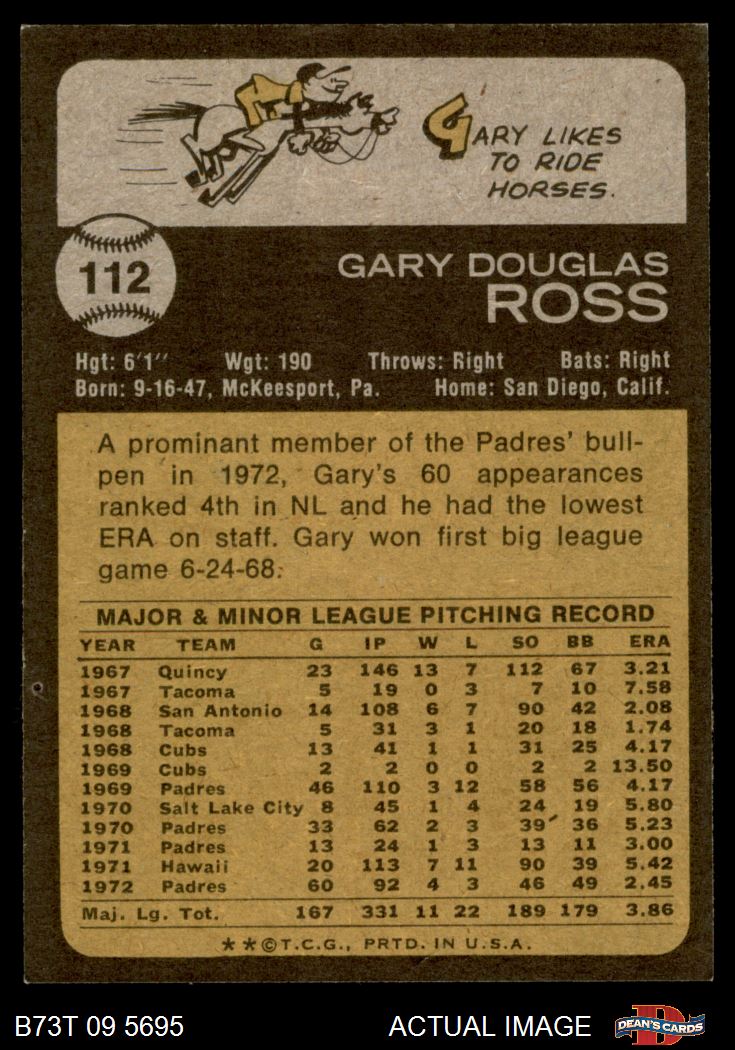 GARY LIKES
TO RIDE
HORSES.
112
GARY DOUGLAS
ROSS
Hgt: 6'1" Wgt: 190 Throws: Right Bats: Right
Born: 9-16-47, McKeesport, Pa. Home: San Diego, Calif.
A prominant member of the Padres' bull-
pen in 1972, Gary's 60 appearances
ranked 4th in NL and he had the lowest
ERA on staff. Gary won first big league
game 6-24-68.
MAJOR & MINOR LEAGUE PITCHING RECORD
YEAR TEAM G IP W L SO BB ERA
1967 Quincy 23 146 13 7 112 67 3.21
1967 Tacoma 5 19 0 3 7 10 7.58
1968 San Antonio 14 108 6 7 90 42 2.08
1968 Tacoma 5 31 3 1 20 18 1.74
1968 Cubs 13 41 1 1 31 25 4.17
1969 Cubs 2 2 0 0 2 2 13.50
1969 Padres 46 110 3 12 58 56 4.17
1970 Salt Lake City 8 45 1 4 24 19 5.80
1970 Padres 33 62 2 3 39 36 5.23
1971 Padres 13 24 1 3 13 11 3.00
1971 Hawaii 20 113 7 11 90 39 5.42
1972 Padres 60 92 4 3 46 49 2.45
Maj. Lg. Tot. 167 331 11 22 189 179 3.86
★ ★ © T.C.G., PRTD. IN U.S.A.
B73T 09 5695 ACTUAL IMAGE DEAN'S CARDS